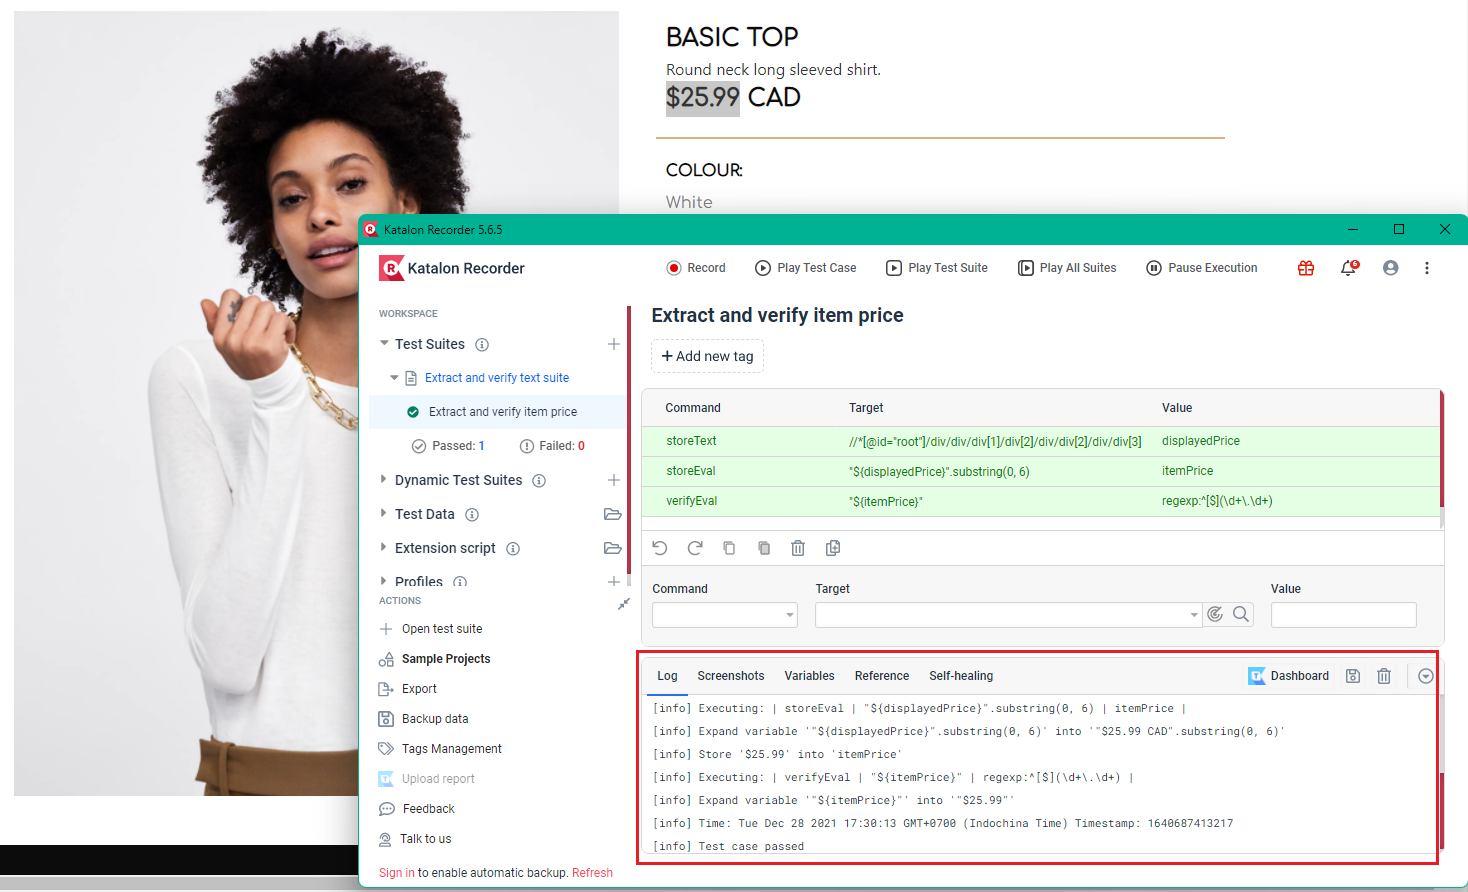 BASIC TOP
Round neck long sleeved shirt.
$25.99 CAD
COLOUR:
White
Katalon Recorder 5.6.5
Katalon Recorder
Record
Play Test Case
Play Test Suite
Play All Suites
Pause Execution
6
WORKSPACE
Test Suites
Extract and verify text suite
Extract and verify item price
Passed: 1
Failed: 0
Dynamic Test Suites
Test Data
Extension script
Profiles
ACTIONS
Open test suite
Sample Projects
Export
Backup data
Tags Management
Upload report
Feedback
Talk to us
Sign in to enable automatic backup. Refresh
Extract and verify item price
+ Add new tag
Command Target Value
storeText //*[@id="root"]/div/div/div[1]/div[2]/div/div[2]/div/div[3] displayedPrice
storeEval "${displayedPrice}".substring(0, 6) itemPrice
verifyEval "${itemPrice}" regexp:^[$](\d+\.\d+)
Command Target Value
Log Screenshots Variables Reference Self-healing Dashboard
[info] Executing: | storeEval | "${displayedPrice}".substring(0, 6) | itemPrice |
[info] Expand variable '"${displayedPrice}".substring(0, 6)' into '"$25.99 CAD".substring(0, 6)'
[info] Store '$25.99' into 'itemPrice'
[info] Executing: | verifyEval | "${itemPrice}" | regexp:^[$](\d+\.\d+) |
[info] Expand variable '"${itemPrice}"' into '"$25.99"'
[info] Time: Tue Dec 28 2021 17:30:13 GMT+0700 (Indochina Time) Timestamp: 1640687413217
[info] Test case passed